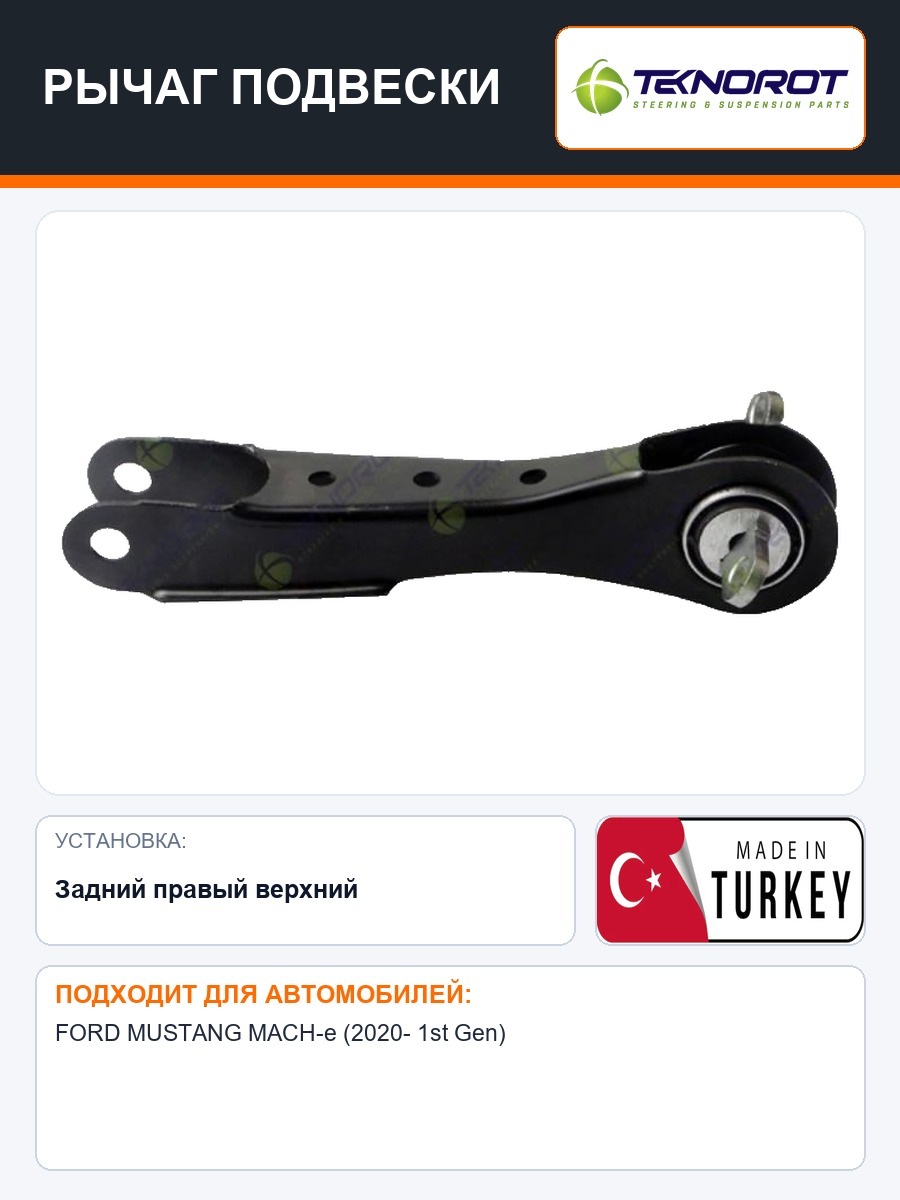 РЫЧАГ ПОДВЕСКИ
TEKNOROT
STEERING & SUSPENSION PARTS
УСТАНОВКА:
Задний правый верхний
MADE IN
TURKEY
ПОДХОДИТ ДЛЯ АВТОМОБИЛЕЙ:
FORD MUSTANG MACH-e (2020- 1st Gen)